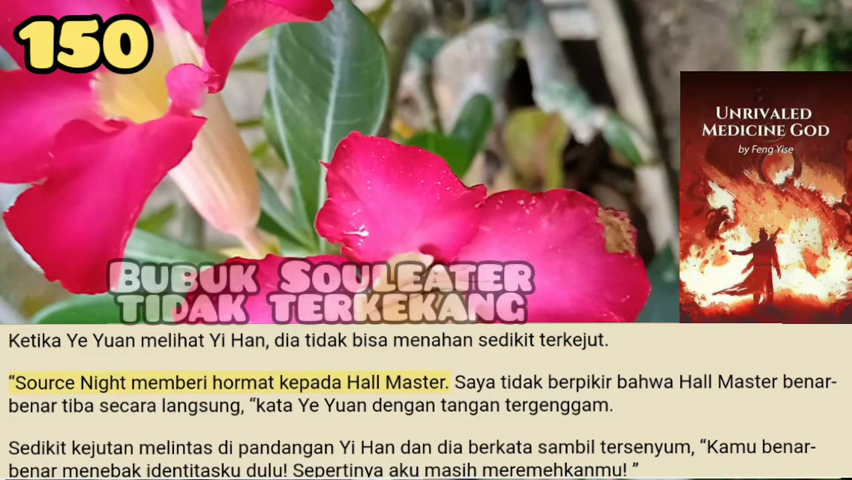 150
UNRIVALED
MEDICINE GOD
by Feng Yise
BUBUK SOULEATER
TIDAK TERKEKANG
Ketika Ye Yuan melihat Yi Han, dia tidak bisa menahan sedikit terkejut.
“Source Night memberi hormat kepada Hall Master. Saya tidak berpikir bahwa Hall Master benar-
benar tiba secara langsung, “kata Ye Yuan dengan tangan tergenggam.
Sedikit kejutan melintas di pandangan Yi Han dan dia berkata sambil tersenyum, “Kamu benar-
benar menebak identitasku dulu! Sepertinya aku masih meremehkanmu! ”